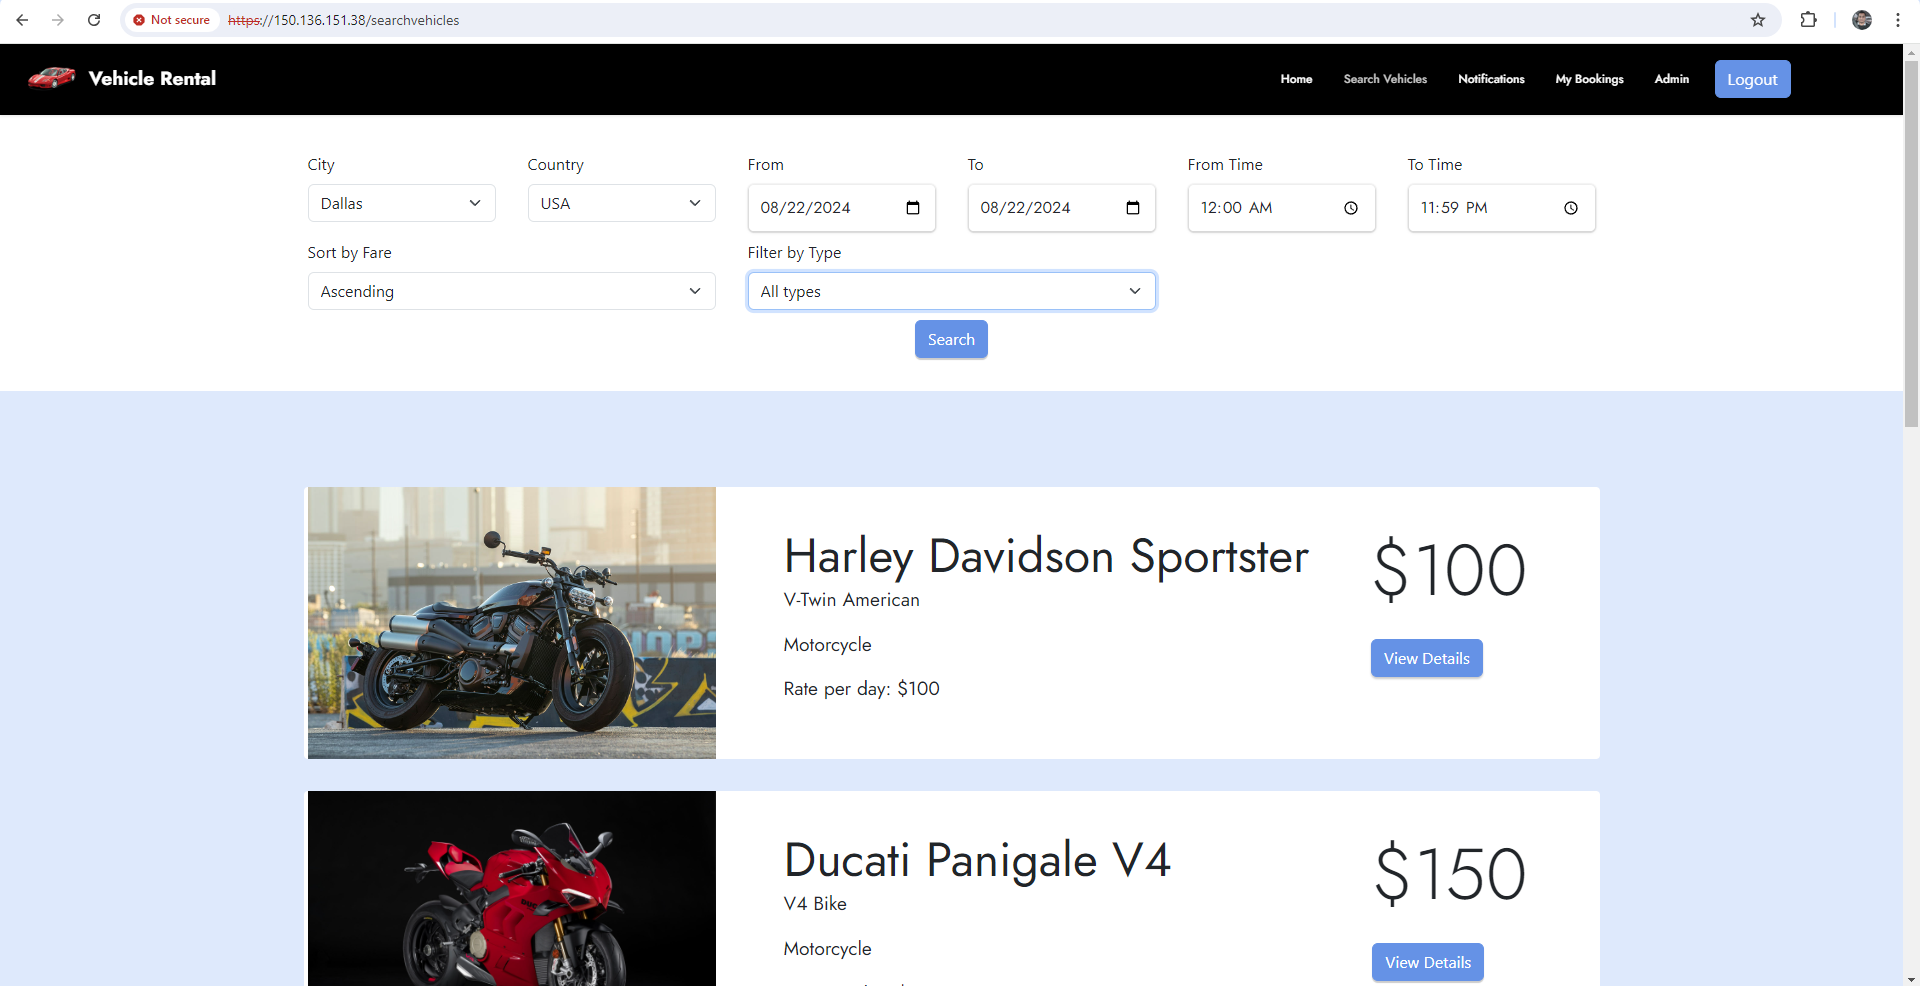 Not secure https://150.136.151.38/searchvehicles
Vehicle Rental Home Search Vehicles Notifications My Bookings Admin Logout
City Country From To From Time To Time
Dallas USA 08/22/2024 08/22/2024 12:00 AM 11:59 PM
Sort by Fare Filter by Type
Ascending All types
Search
Harley Davidson Sportster $100
V-Twin American
Motorcycle View Details
Rate per day: $100
Ducati Panigale V4 $150
V4 Bike
Motorcycle View Details